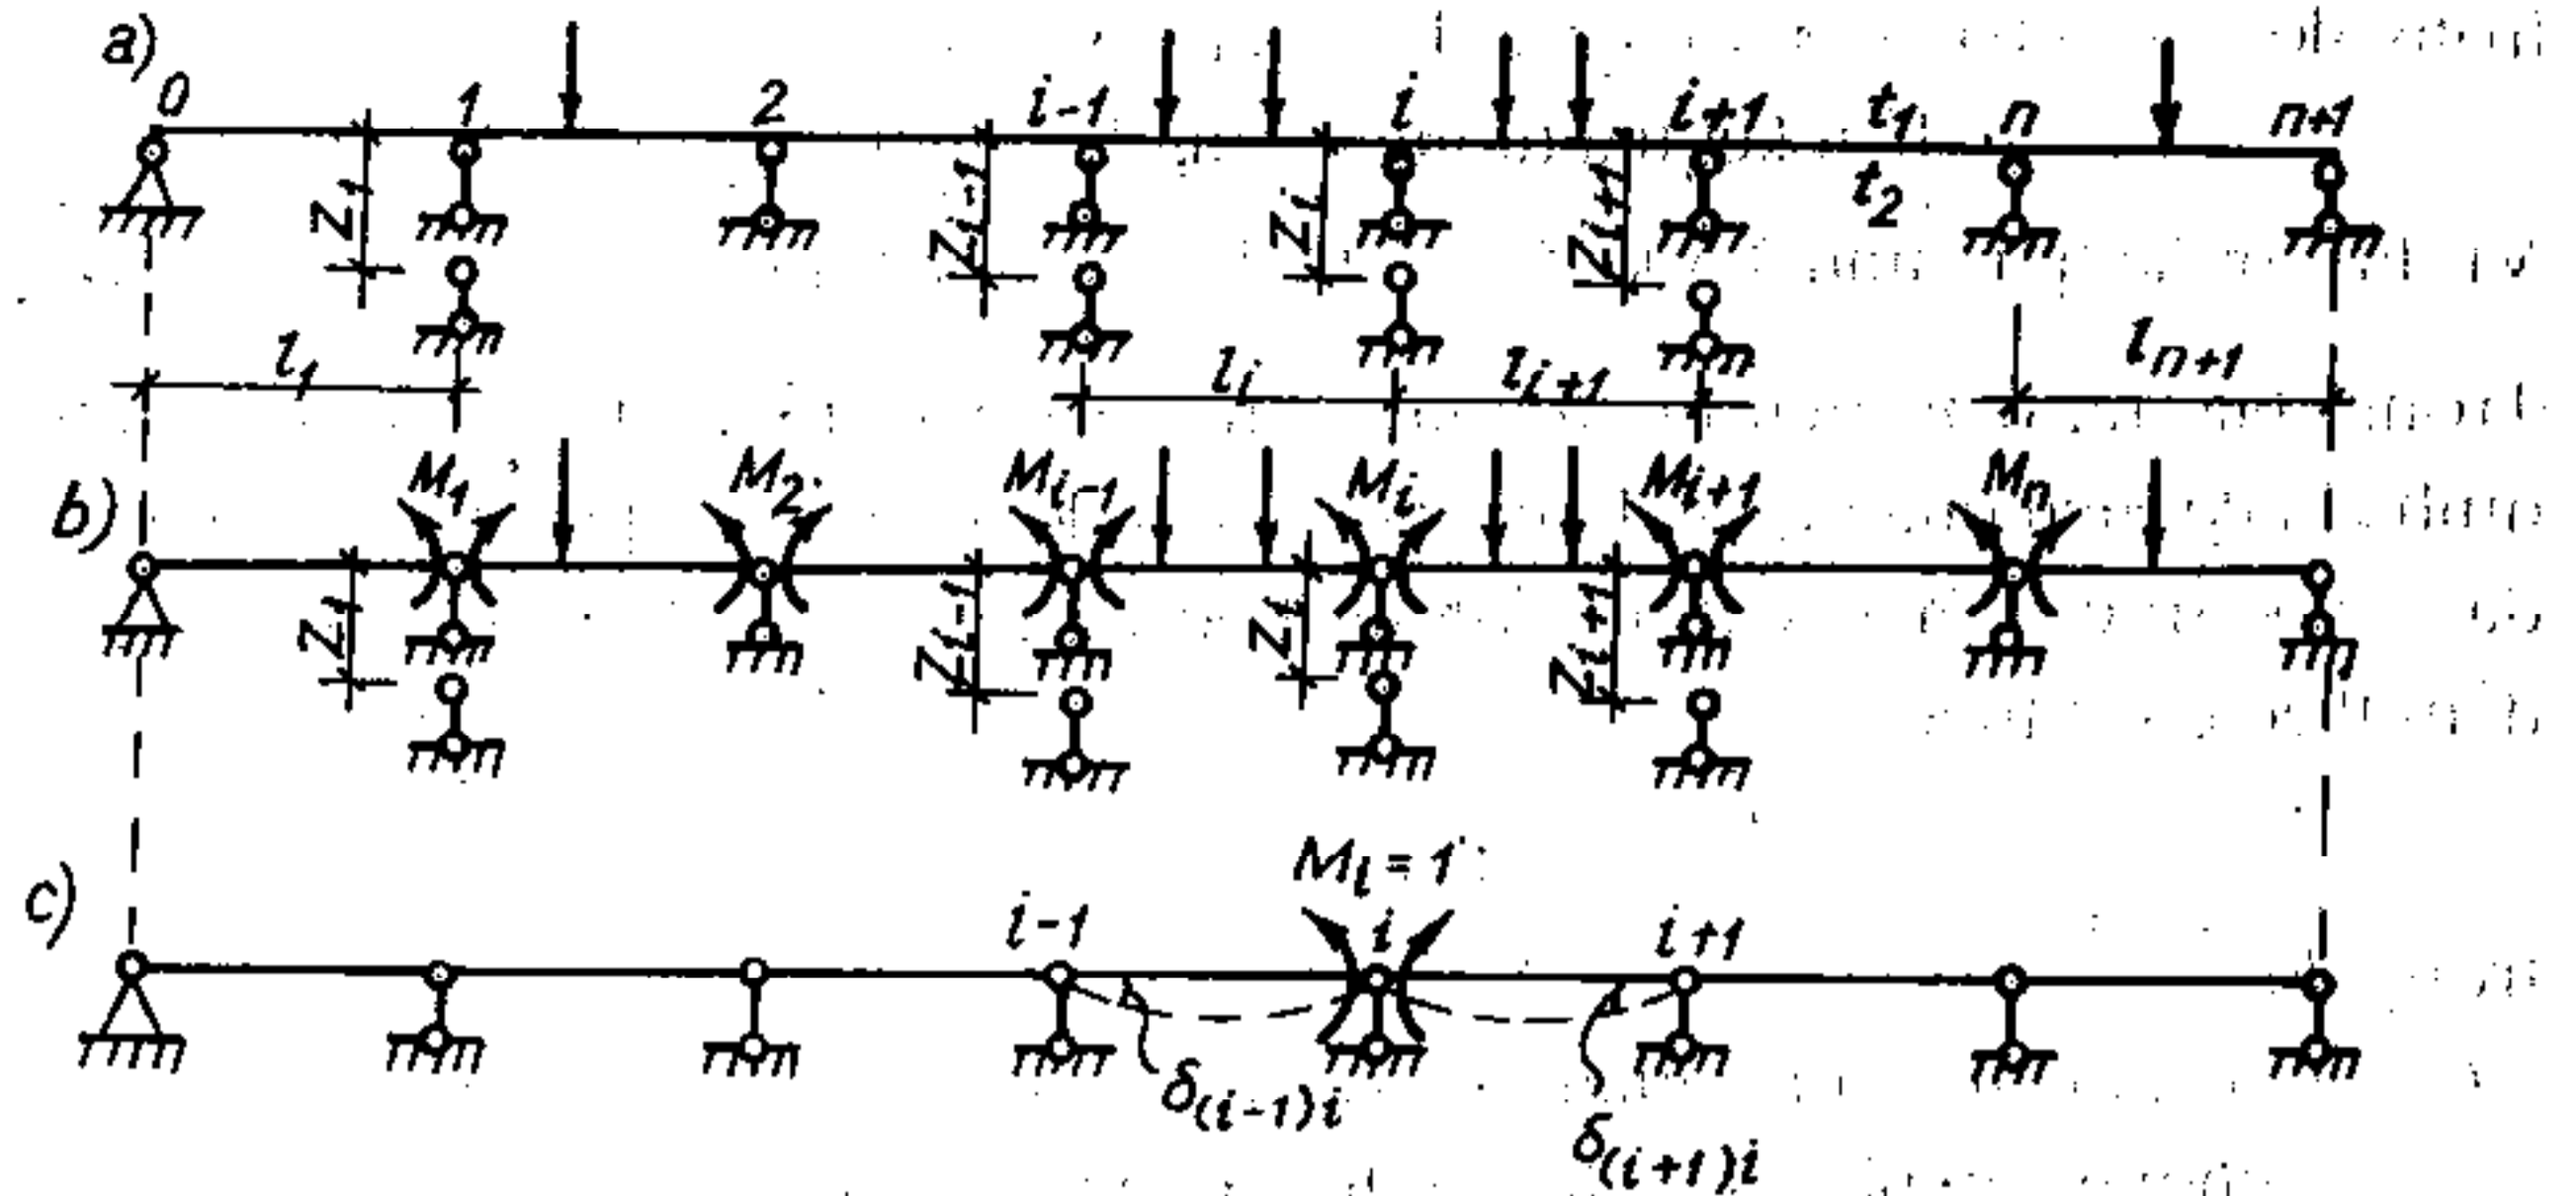 a) 0 1 2 i-1 i i+1 t₁ n n+1
t₂
Z₁ Zᵢ₋₁ Zᵢ Zᵢ₊₁
l₁ lᵢ lᵢ₊₁ lₙ₊₁
b) M₁ M₂ Mᵢ₋₁ Mᵢ Mᵢ₊₁ Mₙ
Z₁ Zᵢ₋₁ Zᵢ Zᵢ₊₁
Mᵢ = 1
c) i-1 i i+1
δ₍ᵢ₋₁₎ᵢ
δ₍ᵢ₊₁₎ᵢ